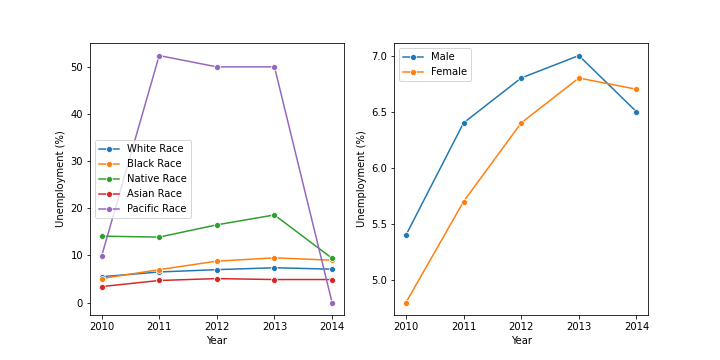 50
40
30
20
10
0
Unemployment (%)
White Race
Black Race
Native Race
Asian Race
Pacific Race
2010 2011 2012 2013 2014
Year
7.0
6.5
6.0
5.5
5.0
Unemployment (%)
Male
Female
2010 2011 2012 2013 2014
Year